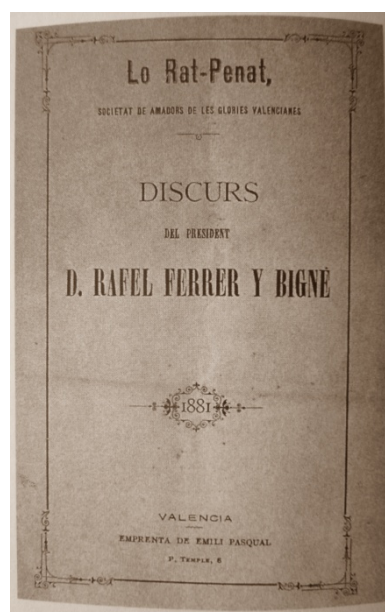 Lo Rat-Penat,
SOCIETAT DE AMADORS DE LES GLORIES VALENCIANES
DISCURS
DEL PRESIDENT
D. RAFEL FERRER Y BIGNÉ
1881
VALENCIA
EMPRENTA DE EMILI PASQUAL
P. TEMPLE, 6